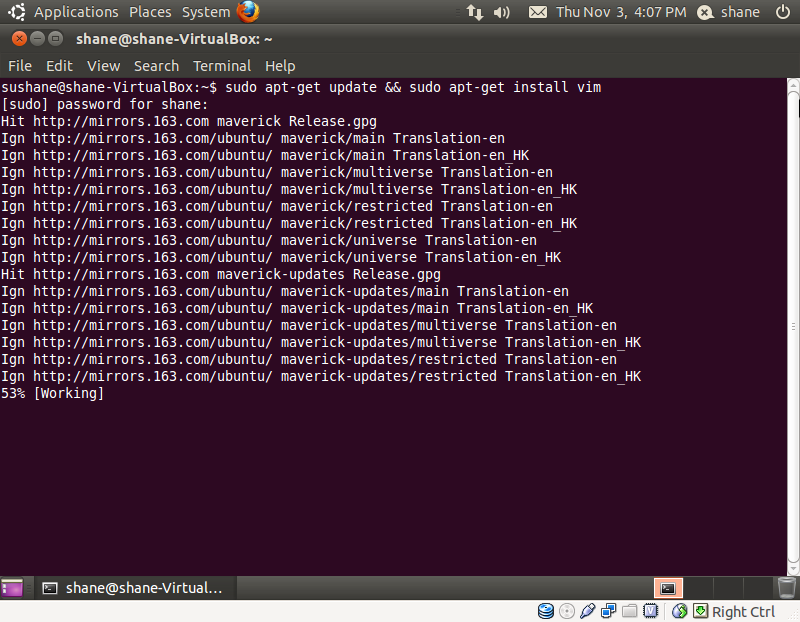 Applications Places System Thu Nov 3, 4:07 PM shane
shane@shane-VirtualBox: ~
File Edit View Search Terminal Help
sushane@shane-VirtualBox:~$ sudo apt-get update && sudo apt-get install vim
[sudo] password for shane:
Hit http://mirrors.163.com maverick Release.gpg
Ign http://mirrors.163.com/ubuntu/ maverick/main Translation-en
Ign http://mirrors.163.com/ubuntu/ maverick/main Translation-en_HK
Ign http://mirrors.163.com/ubuntu/ maverick/multiverse Translation-en
Ign http://mirrors.163.com/ubuntu/ maverick/multiverse Translation-en_HK
Ign http://mirrors.163.com/ubuntu/ maverick/restricted Translation-en
Ign http://mirrors.163.com/ubuntu/ maverick/restricted Translation-en_HK
Ign http://mirrors.163.com/ubuntu/ maverick/universe Translation-en
Ign http://mirrors.163.com/ubuntu/ maverick/universe Translation-en_HK
Hit http://mirrors.163.com maverick-updates Release.gpg
Ign http://mirrors.163.com/ubuntu/ maverick-updates/main Translation-en
Ign http://mirrors.163.com/ubuntu/ maverick-updates/main Translation-en_HK
Ign http://mirrors.163.com/ubuntu/ maverick-updates/multiverse Translation-en
Ign http://mirrors.163.com/ubuntu/ maverick-updates/multiverse Translation-en_HK
Ign http://mirrors.163.com/ubuntu/ maverick-updates/restricted Translation-en
Ign http://mirrors.163.com/ubuntu/ maverick-updates/restricted Translation-en_HK
53% [Working]
shane@shane-Virtual...
Right Ctrl